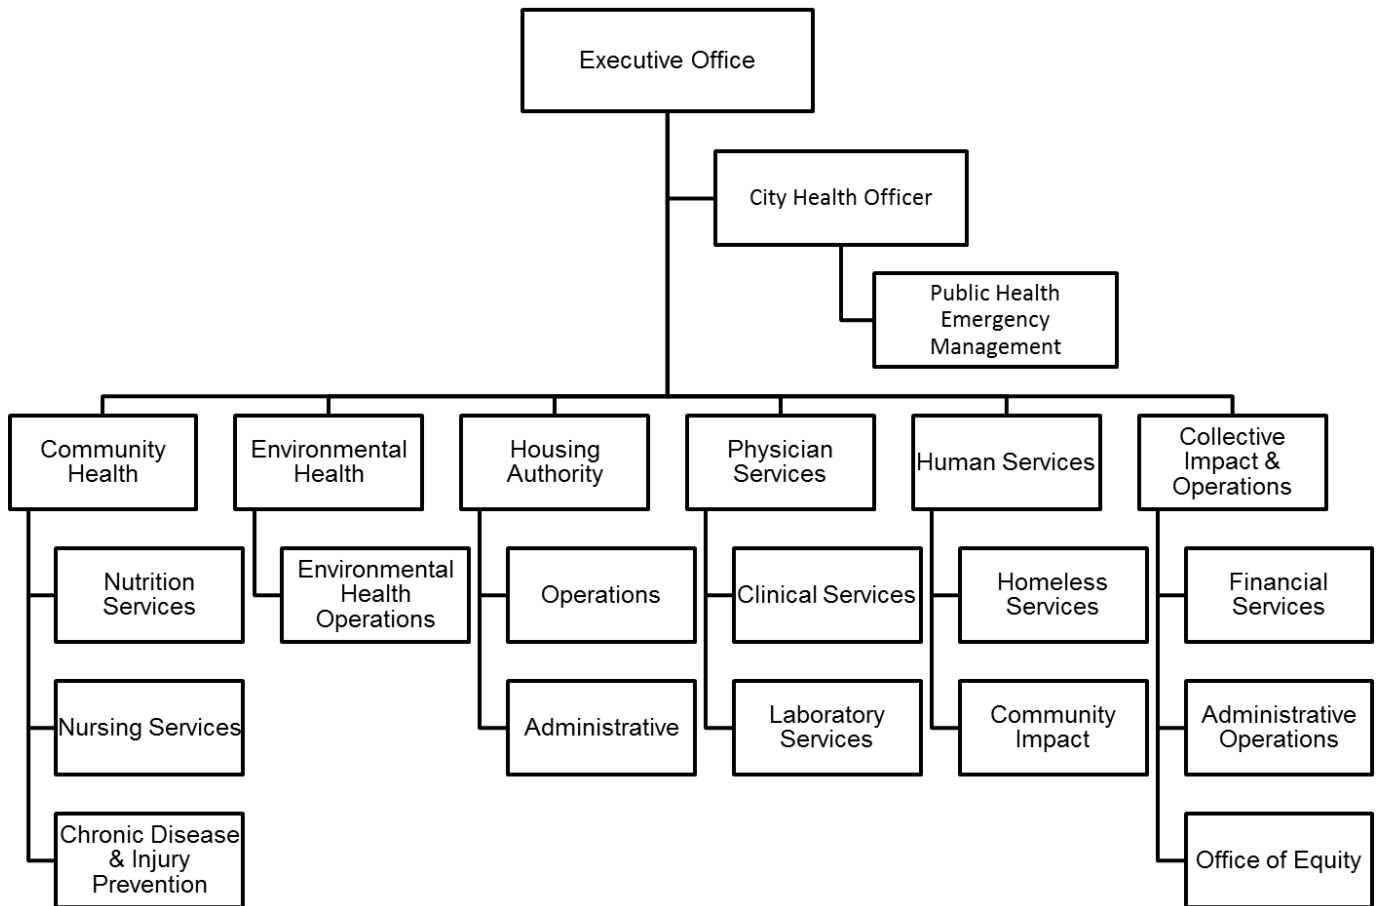 Executive Office
City Health Officer
Public Health
Emergency
Management
Community
Health
Environmental
Health
Housing
Authority
Physician
Services
Human Services
Collective
Impact &
Operations
Nutrition
Services
Environmental
Health
Operations
Operations
Clinical Services
Homeless
Services
Financial
Services
Nursing Services
Administrative
Laboratory
Services
Community
Impact
Administrative
Operations
Chronic Disease
& Injury
Prevention
Office of Equity